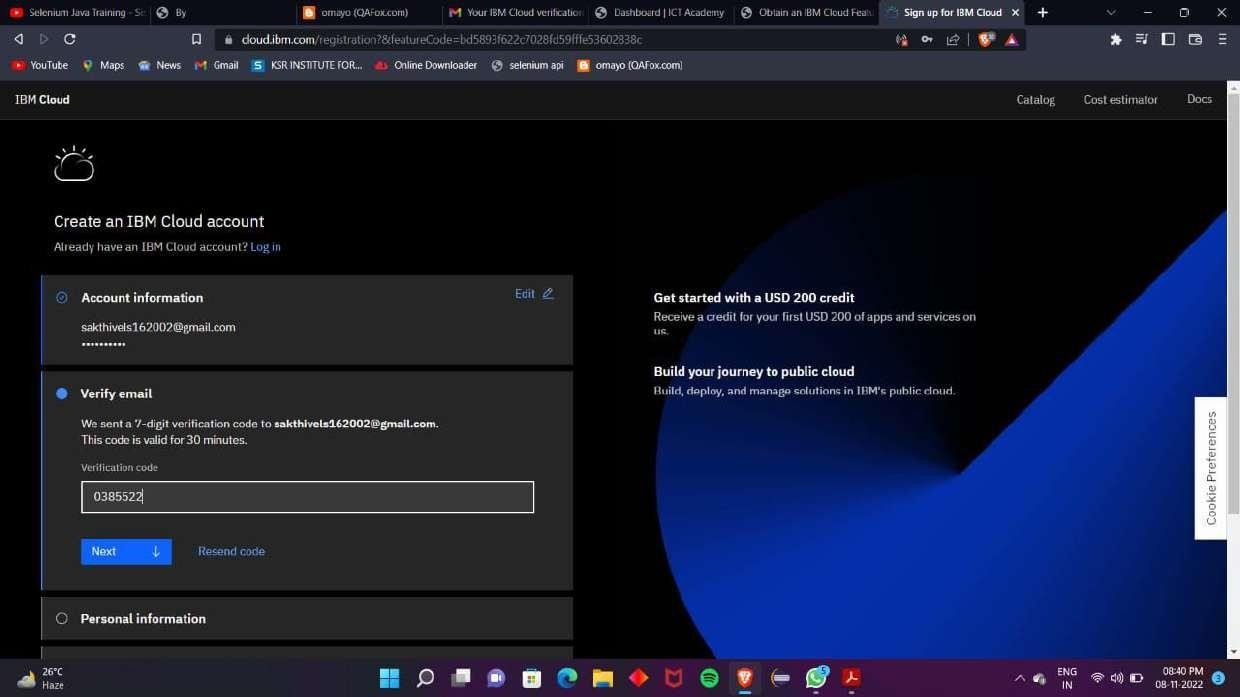 Selenium Java Training - Se
By
omayo (QAFox.com)
Your IBM Cloud verification
Dashboard | ICT Academy
Obtain an IBM Cloud Featu
Sign up for IBM Cloud
cloud.ibm.com/registration?&featureCode=bd5893f622c7028fd59fffe53602838c
YouTube
Maps
News
Gmail
KSR INSTITUTE FOR...
Online Downloader
selenium api
omayo (QAFox.com)
IBM Cloud
Catalog
Cost estimator
Docs
Create an IBM Cloud account
Already have an IBM Cloud account? Log in
Account information
Edit
sakthivels162002@gmail.com
••••••••••
Verify email
We sent a 7-digit verification code to sakthivels162002@gmail.com.
This code is valid for 30 minutes.
Verification code
0385522
Next
Resend code
Personal information
Get started with a USD 200 credit
Receive a credit for your first USD 200 of apps and services on
us.
Build your journey to public cloud
Build, deploy, and manage solutions in IBM's public cloud.
Cookie Preferences
26°C
Haze
5
ENG
IN
08:40 PM
08-11-2022
3